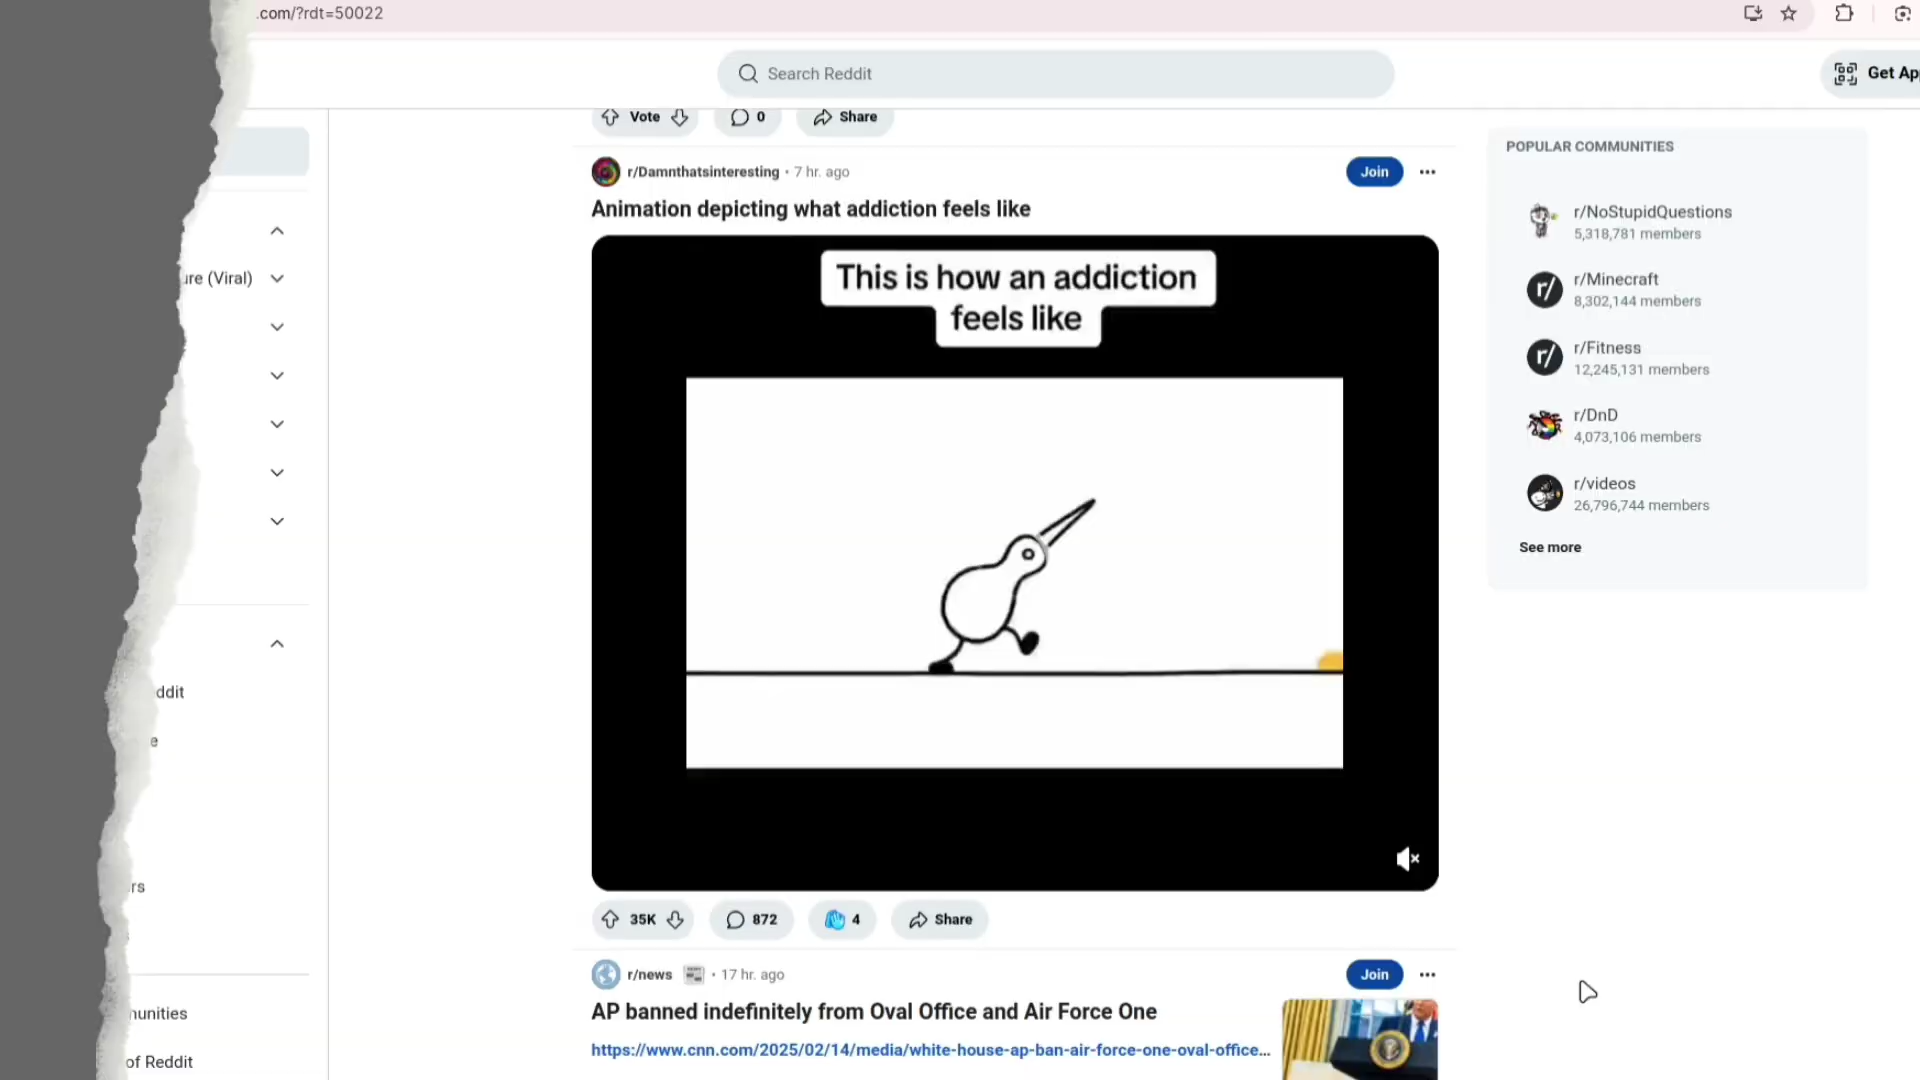 .com/?rdt=50022
Search Reddit
Get Ap
Vote
0
Share
r/Damnthatsinteresting • 7 hr. ago
Join
Animation depicting what addiction feels like
This is how an addiction
feels like
35K
872
4
Share
r/news • 17 hr. ago
Join
AP banned indefinitely from Oval Office and Air Force One
https://www.cnn.com/2025/02/14/media/white-house-ap-ban-air-force-one-oval-office...
POPULAR COMMUNITIES
r/NoStupidQuestions
5,318,781 members
r/
r/Minecraft
8,302,144 members
r/
r/Fitness
12,245,131 members
r/DnD
4,073,106 members
r/videos
26,796,744 members
See more
ure (Viral)
ddit
e
rs
nunities
of Reddit